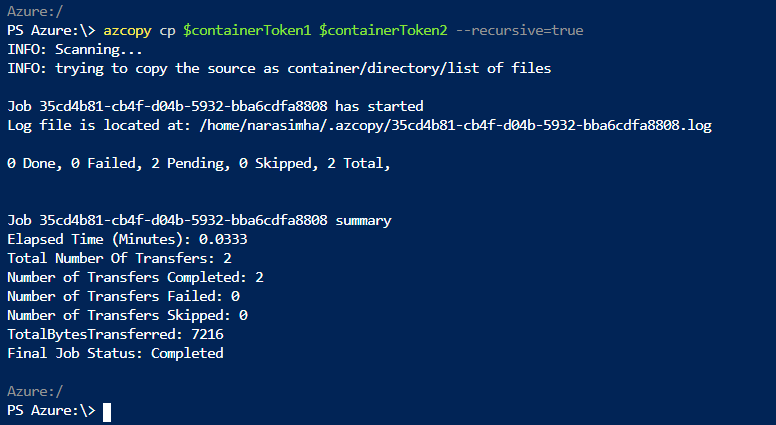 Azure:/
PS Azure:\> azcopy cp $containerToken1 $containerToken2 --recursive=true
INFO: Scanning...
INFO: trying to copy the source as container/directory/list of files
Job 35cd4b81-cb4f-d04b-5932-bba6cdfa8808 has started
Log file is located at: /home/narasimha/.azcopy/35cd4b81-cb4f-d04b-5932-bba6cdfa8808.log
0 Done, 0 Failed, 2 Pending, 0 Skipped, 2 Total,
Job 35cd4b81-cb4f-d04b-5932-bba6cdfa8808 summary
Elapsed Time (Minutes): 0.0333
Total Number Of Transfers: 2
Number of Transfers Completed: 2
Number of Transfers Failed: 0
Number of Transfers Skipped: 0
TotalBytesTransferred: 7216
Final Job Status: Completed
Azure:/
PS Azure:\>